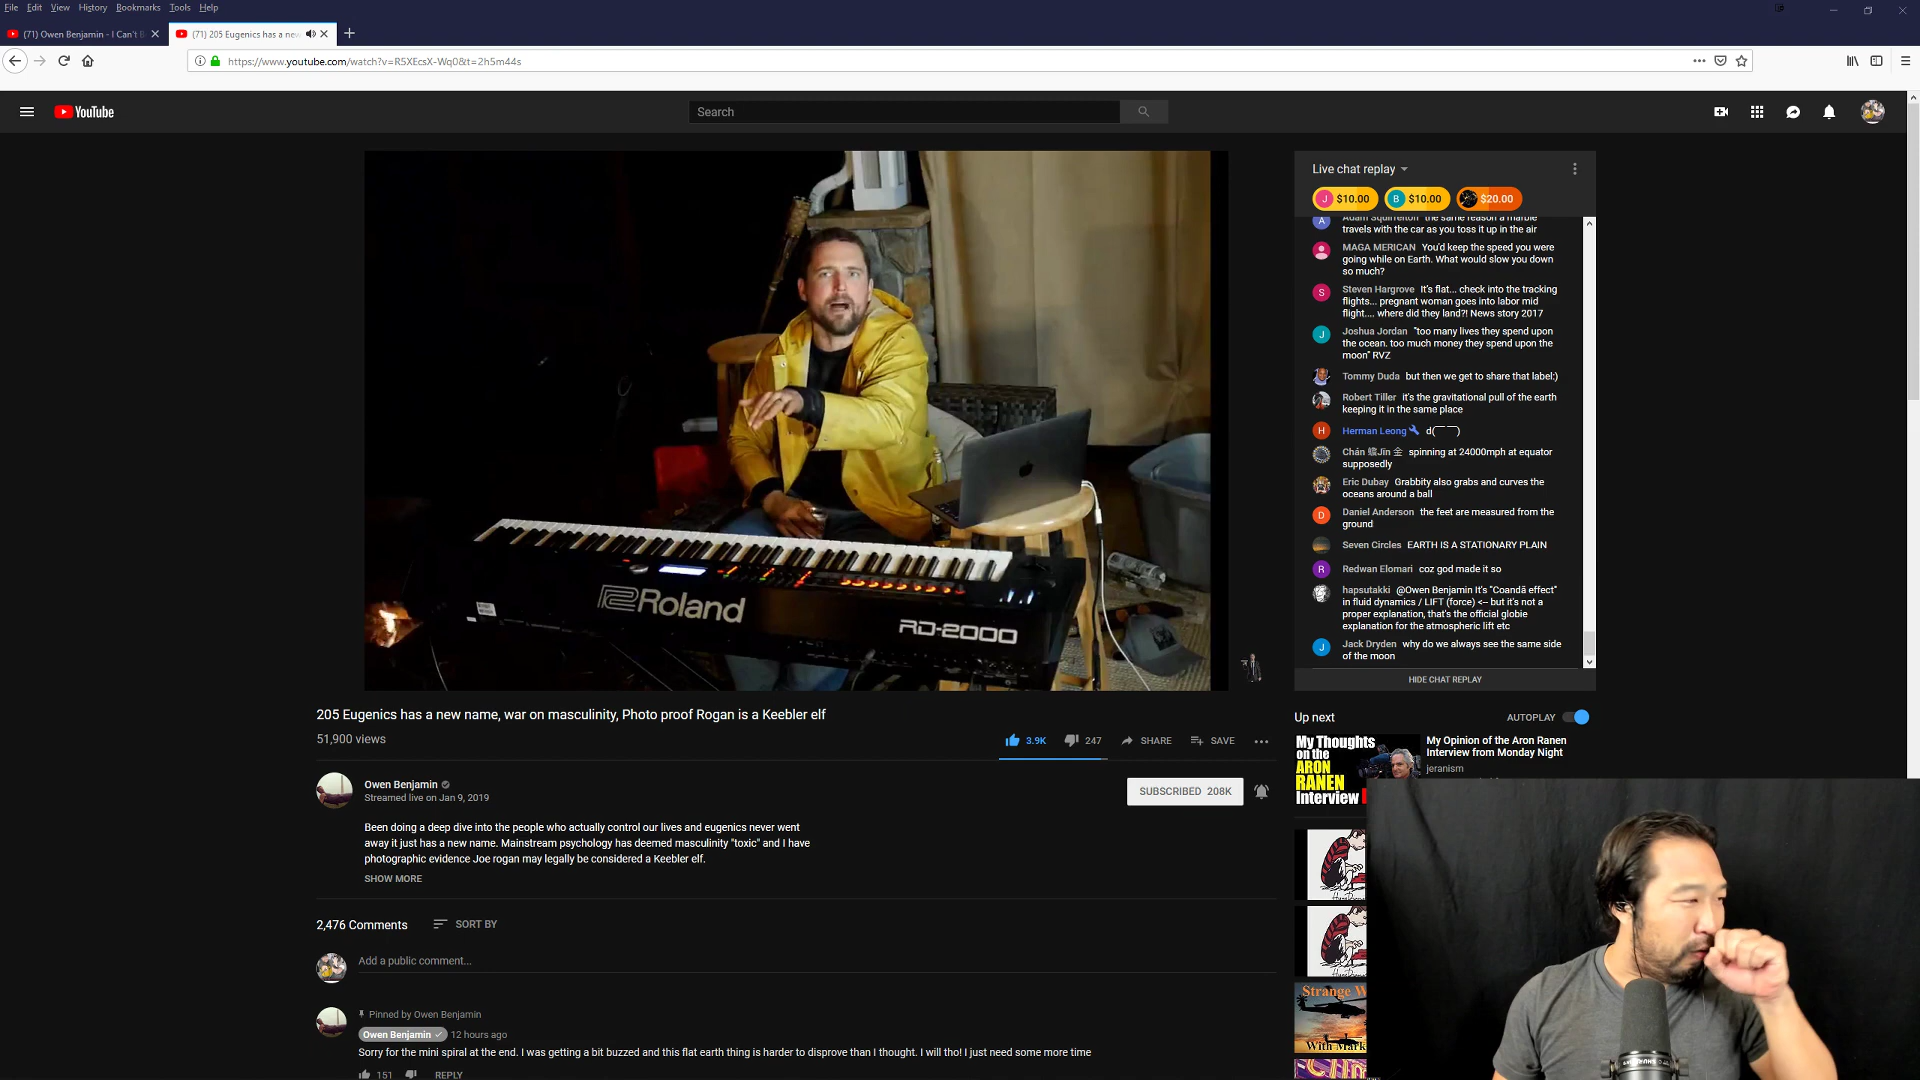 File Edit View History Bookmarks Tools Help
(71) Owen Benjamin - I Can't B
(71) 205 Eugenics has a new
https://www.youtube.com/watch?v=R5XEcsX-Wq0&t=2h5m44s
YouTube
Search
Live chat replay
J $10.00 B $10.00 $20.00
Adam Squirrelton the same reason a marble
travels with the car as you toss it up in the air
MAGA MERICAN You'd keep the speed you were
going while on Earth. What would slow you down
so much?
Steven Hargrove It's flat... check into the tracking
flights... pregnant woman goes into labor mid
flight.... where did they land?! News story 2017
Joshua Jordan "too many lives they spend upon
the ocean. too much money they spend upon the
moon" RVZ
Tommy Duda but then we get to share that label:)
Robert Tiller it's the gravitational pull of the earth
keeping it in the same place
Herman Leong d(¯¯)
Chán Jīn 金 spinning at 24000mph at equator
supposedly
Eric Dubay Grabbity also grabs and curves the
oceans around a ball
Daniel Anderson the feet are measured from the
ground
Seven Circles EARTH IS A STATIONARY PLAIN
Redwan Elomari coz god made it so
hapsutakki @Owen Benjamin It's "Coandă effect"
in fluid dynamics / LIFT (force) <-- but it's not a
proper explanation, that's the official globie
explanation for the atmospheric lift etc
Jack Dryden why do we always see the same side
of the moon
HIDE CHAT REPLAY
Roland
RD-2000
205 Eugenics has a new name, war on masculinity, Photo proof Rogan is a Keebler elf
51,900 views
3.9K 247 SHARE SAVE
Owen Benjamin
Streamed live on Jan 9, 2019
SUBSCRIBED 208K
Been doing a deep dive into the people who actually control our lives and eugenics never went
away it just has a new name. Mainstream psychology has deemed masculinity "toxic" and I have
photographic evidence Joe rogan may legally be considered a Keebler elf.
SHOW MORE
2,476 Comments SORT BY
Add a public comment...
Pinned by Owen Benjamin
Owen Benjamin 12 hours ago
Sorry for the mini spiral at the end. I was getting a bit buzzed and this flat earth thing is harder to disprove than I thought. I will tho! I just need some more time
151 REPLY
Up next AUTOPLAY
My Thoughts
on the
ARON
RANEN
Interview
My Opinion of the Aron Ranen
Interview from Monday Night
jeranism
Strange W
With Mark